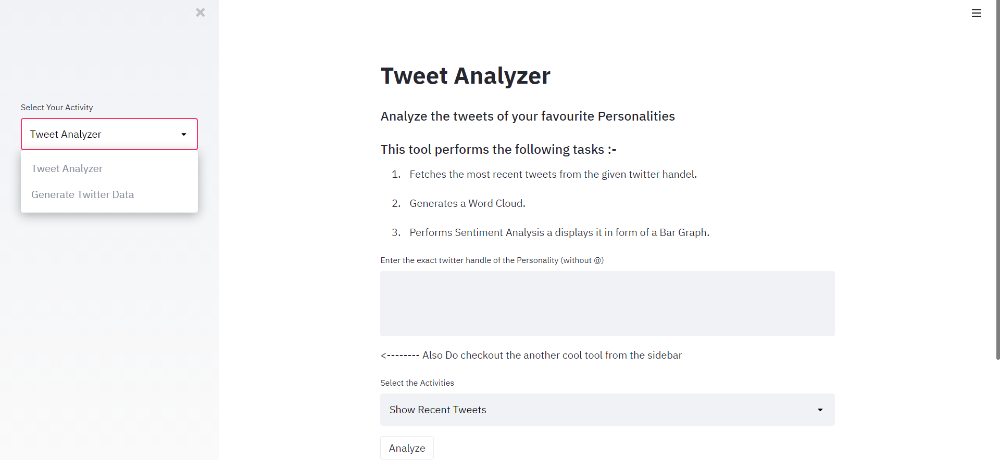 Select Your Activity
Tweet Analyzer
Tweet Analyzer
Generate Twitter Data
Tweet Analyzer
Analyze the tweets of your favourite Personalities
This tool performs the following tasks :-
1. Fetches the most recent tweets from the given twitter handel.
2. Generates a Word Cloud.
3. Performs Sentiment Analysis a displays it in form of a Bar Graph.
Enter the exact twitter handle of the Personality (without @)
<-------- Also Do checkout the another cool tool from the sidebar
Select the Activities
Show Recent Tweets
Analyze